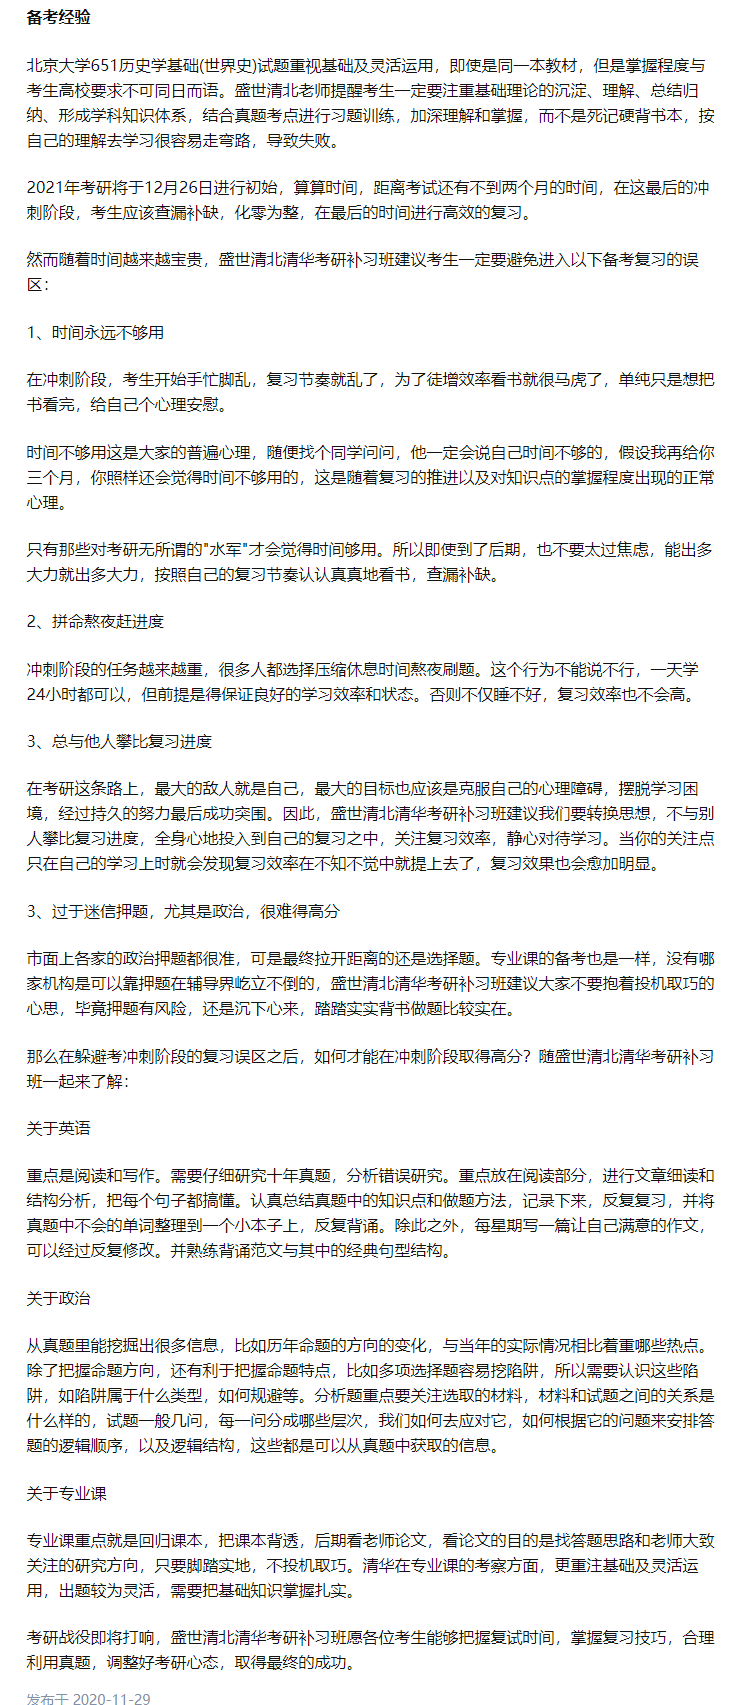 备考经验
北京大学651历史学基础(世界史)试题重视基础及灵活运用，即使是同一本教材，但是掌握程度与
考生高校要求不可同日而语。盛世清北老师提醒考生一定要注重基础理论的沉淀、理解、总结归
纳、形成学科知识体系，结合真题考点进行习题训练，加深理解和掌握，而不是死记硬背书本，按
自己的理解去学习很容易走弯路，导致失败。
2021年考研将于12月26日进行初始，算算时间，距离考试还有不到两个月的时间，在这最后的冲
刺阶段，考生应该查漏补缺，化零为整，在最后的时间进行高效的复习。
然而随着时间越来越宝贵，盛世清北清华考研补习班建议考生一定要避免进入以下备考复习的误
区：
1、时间永远不够用
在冲刺阶段，考生开始手忙脚乱，复习节奏就乱了，为了徒增效率看书就很马虎了，单纯只是想把
书看完，给自己个心理安慰。
时间不够用这是大家的普遍心理，随便找个同学问问，他一定会说自己时间不够的，假设我再给你
三个月，你照样还会觉得时间不够用的，这是随着复习的推进以及对知识点的掌握程度出现的正常
心理。
只有那些对考研无所谓的"水军"才会觉得时间够用。所以即使到了后期，也不要太过焦虑，能出多
大力就出多大力，按照自己的复习节奏认认真真地看书，查漏补缺。
2、拼命熬夜赶进度
冲刺阶段的任务越来越重，很多人都选择压缩休息时间熬夜刷题。这个行为不能说不行，一天学
24小时都可以，但前提是得保证良好的学习效率和状态。否则不仅睡不好，复习效率也不会高。
3、总与他人攀比复习进度
在考研这条路上，最大的敌人就是自己，最大的目标也应该是克服自己的心理障碍，摆脱学习困
境，经过持久的努力最后成功突围。因此，盛世清北清华考研补习班建议我们要转换思想，不与别
人攀比复习进度，全身心地投入到自己的复习之中，关注复习效率，静心对待学习。当你的关注点
只在自己的学习上时就会发现复习效率在不知不觉中就提上去了，复习效果也会愈加明显。
3、过于迷信押题，尤其是政治，很难得高分
市面上各家的政治押题都很准，可是最终拉开距离的还是选择题。专业课的备考也是一样，没有哪
家机构是可以靠押题在辅导界屹立不倒的，盛世清北清华考研补习班建议大家不要抱着投机取巧的
心思，毕竟押题有风险，还是沉下心来，踏踏实实背书做题比较实在。
那么在躲避考冲刺阶段的复习误区之后，如何才能在冲刺阶段取得高分？随盛世清北清华考研补习
班一起来了解：
关于英语
重点是阅读和写作。需要仔细研究十年真题，分析错误研究。重点放在阅读部分，进行文章细读和
结构分析，把每个句子都搞懂。认真总结真题中的知识点和做题方法，记录下来，反复复习，并将
真题中不会的单词整理到一个小本子上，反复背诵。除此之外，每星期写一篇让自己满意的作文，
可以经过反复修改。并熟练背诵范文与其中的经典句型结构。
关于政治
从真题里能挖掘出很多信息，比如历年命题的方向的变化，与当年的实际情况相比着重哪些热点。
除了把握命题方向，还有利于把握命题特点，比如多项选择题容易挖陷阱，所以需要认识这些陷
阱，如陷阱属于什么类型，如何规避等。分析题重点要关注选取的材料，材料和试题之间的关系是
什么样的，试题一般几问，每一问分成哪些层次，我们如何去应对它，如何根据它的问题来安排答
题的逻辑顺序，以及逻辑结构，这些都是可以从真题中获取的信息。
关于专业课
专业课重点就是回归课本，把课本背透，后期看老师论文，看论文的目的是找答题思路和老师大致
关注的研究方向，只要脚踏实地，不投机取巧。清华在专业课的考察方面，更重注基础及灵活运
用，出题较为灵活，需要把基础知识掌握扎实。
考研战役即将打响，盛世清北清华考研补习班愿各位考生能够把握复试时间，掌握复习技巧，合理
利用真题，调整好考研心态，取得最终的成功。
发布于 2020-11-29